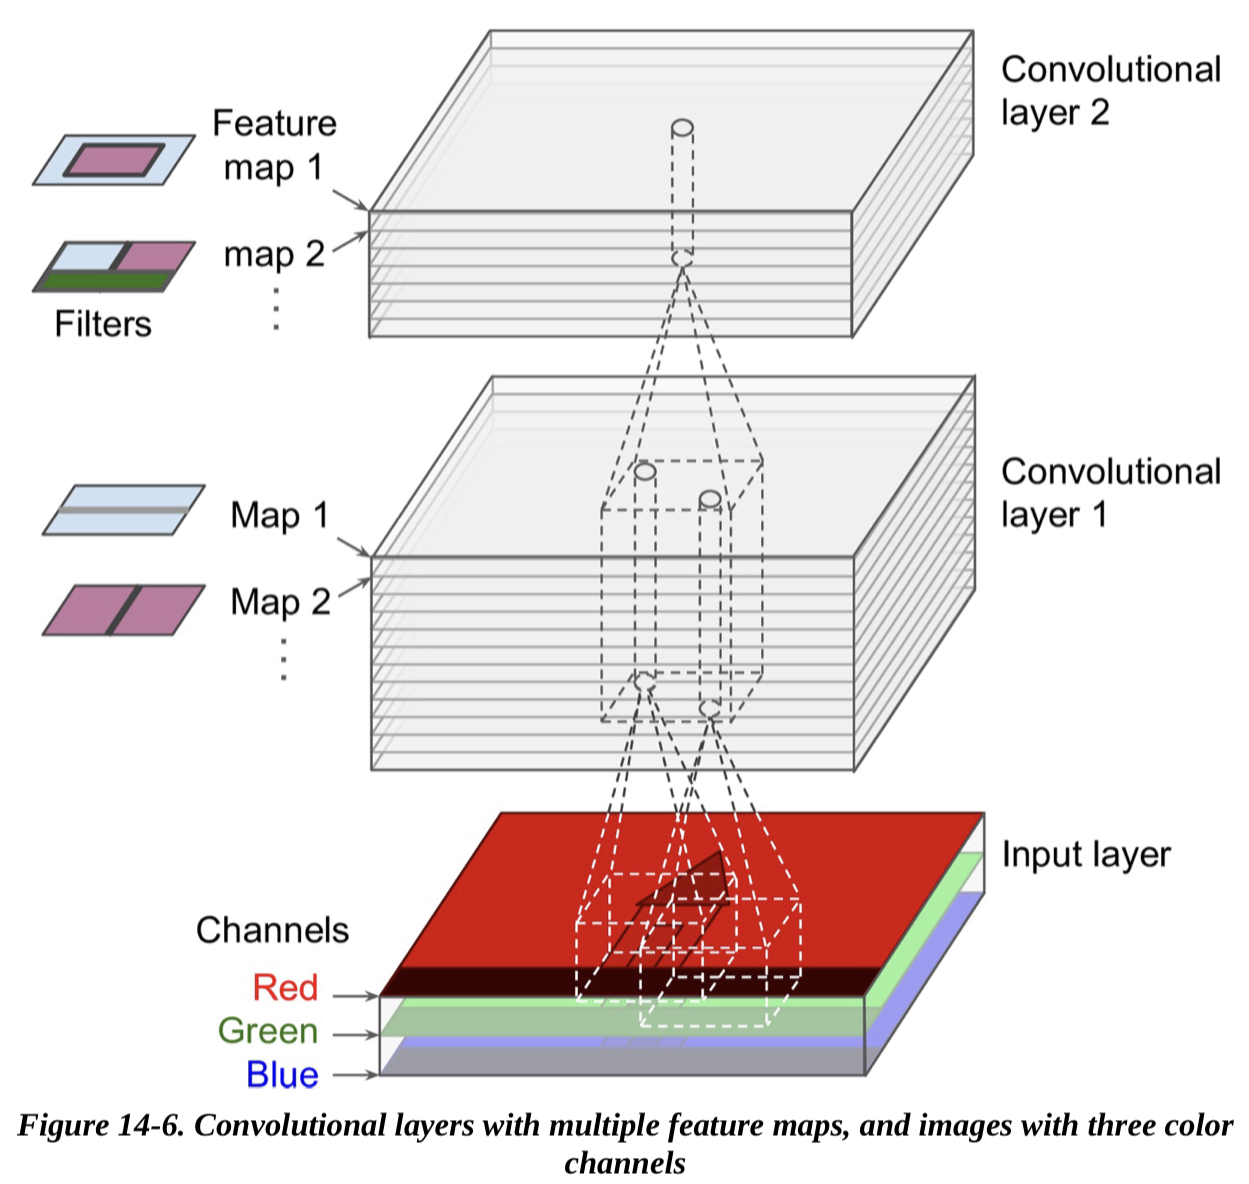 Convolutional
layer 2
Feature
map 1
map 2
Filters
Convolutional
layer 1
Map 1
Map 2
Input layer
Channels
Red
Green
Blue
Figure 14-6. Convolutional layers with multiple feature maps, and images with three color
channels